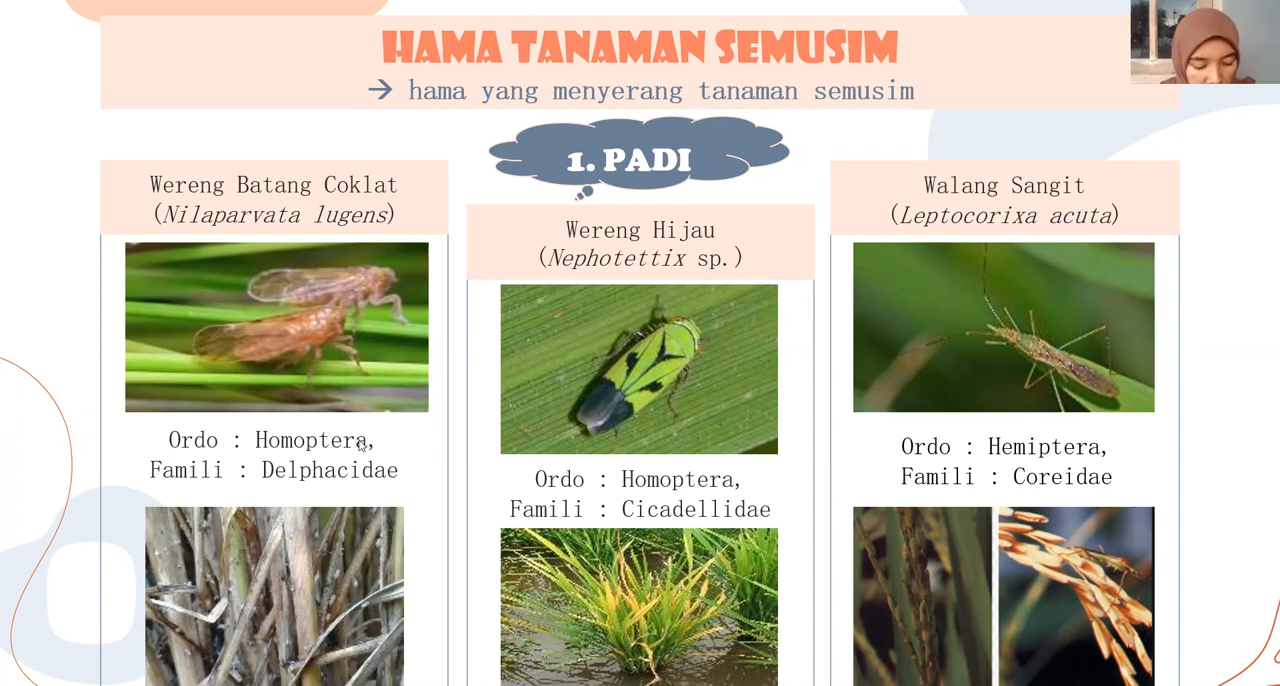 HAMA TANAMAN SEMUSIM
→ hama yang menyerang tanaman semusim
1. PADI
Wereng Batang Coklat
(Nilaparvata lugens)
Ordo : Homoptera,
Famili : Delphacidae
Wereng Hijau
(Nephotettix sp.)
Ordo : Homoptera,
Famili : Cicadellidae
Walang Sangit
(Leptocorixa acuta)
Ordo : Hemiptera,
Famili : Coreidae